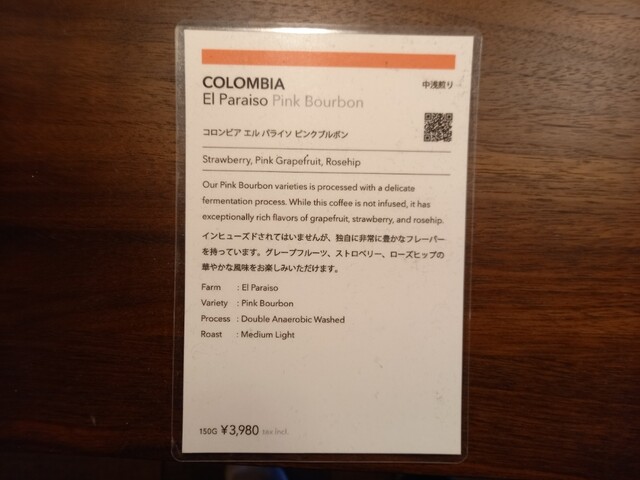 COLOMBIA
El Paraiso Pink Bourbon
中浅煎り
コロンビア エル パライソ ピンクブルボン
Strawberry, Pink Grapefruit, Rosehip
Our Pink Bourbon varieties is processed with a delicate
fermentation process. While this coffee is not infused, it has
exceptionally rich flavors of grapefruit, strawberry, and rosehip.
インヒューズドされてはいませんが、独自に非常に豊かなフレーバー
を持っています。グレープフルーツ、ストロベリー、ローズヒップの
華やかな風味をお楽しみいただけます。
Farm : El Paraiso
Variety : Pink Bourbon
Process : Double Anaerobic Washed
Roast : Medium Light
150G ¥3,980 tax incl.